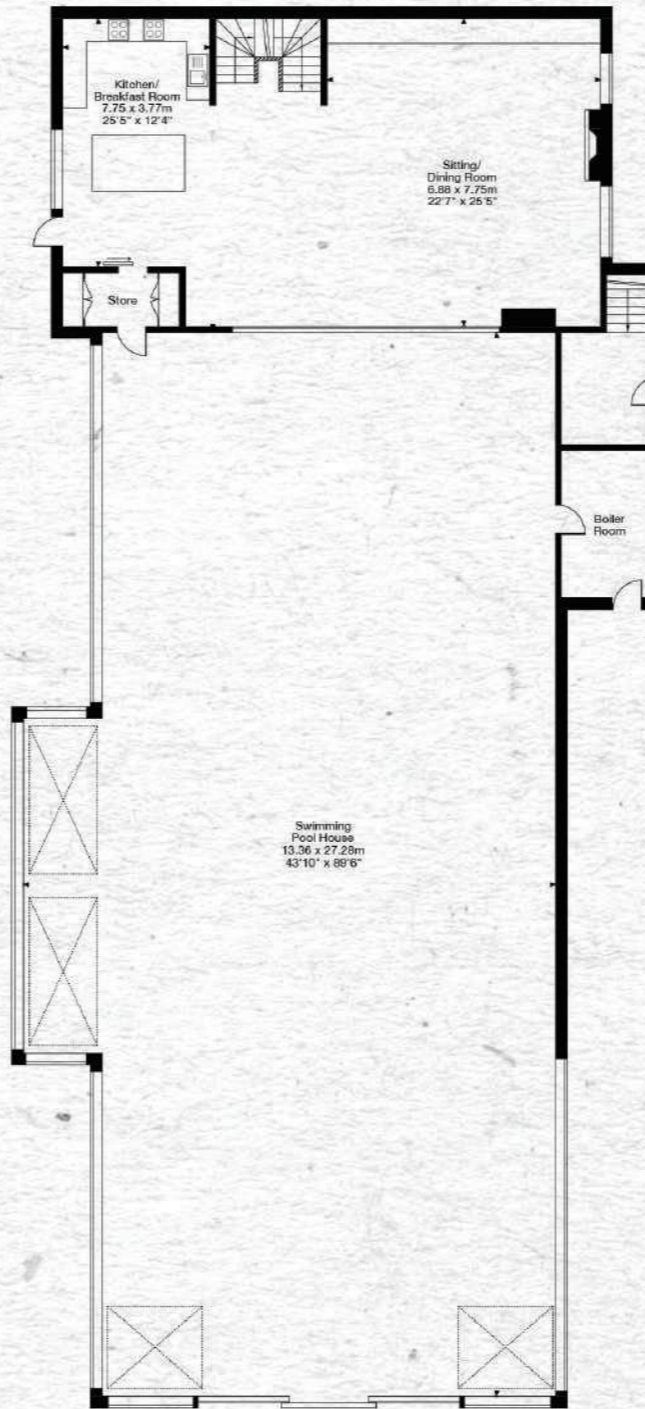 Kitchen/
Breakfast Room
7.75 x 3.77m
25'5" x 12'4"
Sitting/
Dining Room
6.88 x 7.75m
22'7" x 25'5"
Store
Boiler
Room
Swimming
Pool House
13.36 x 27.28m
43'10" x 89'6"